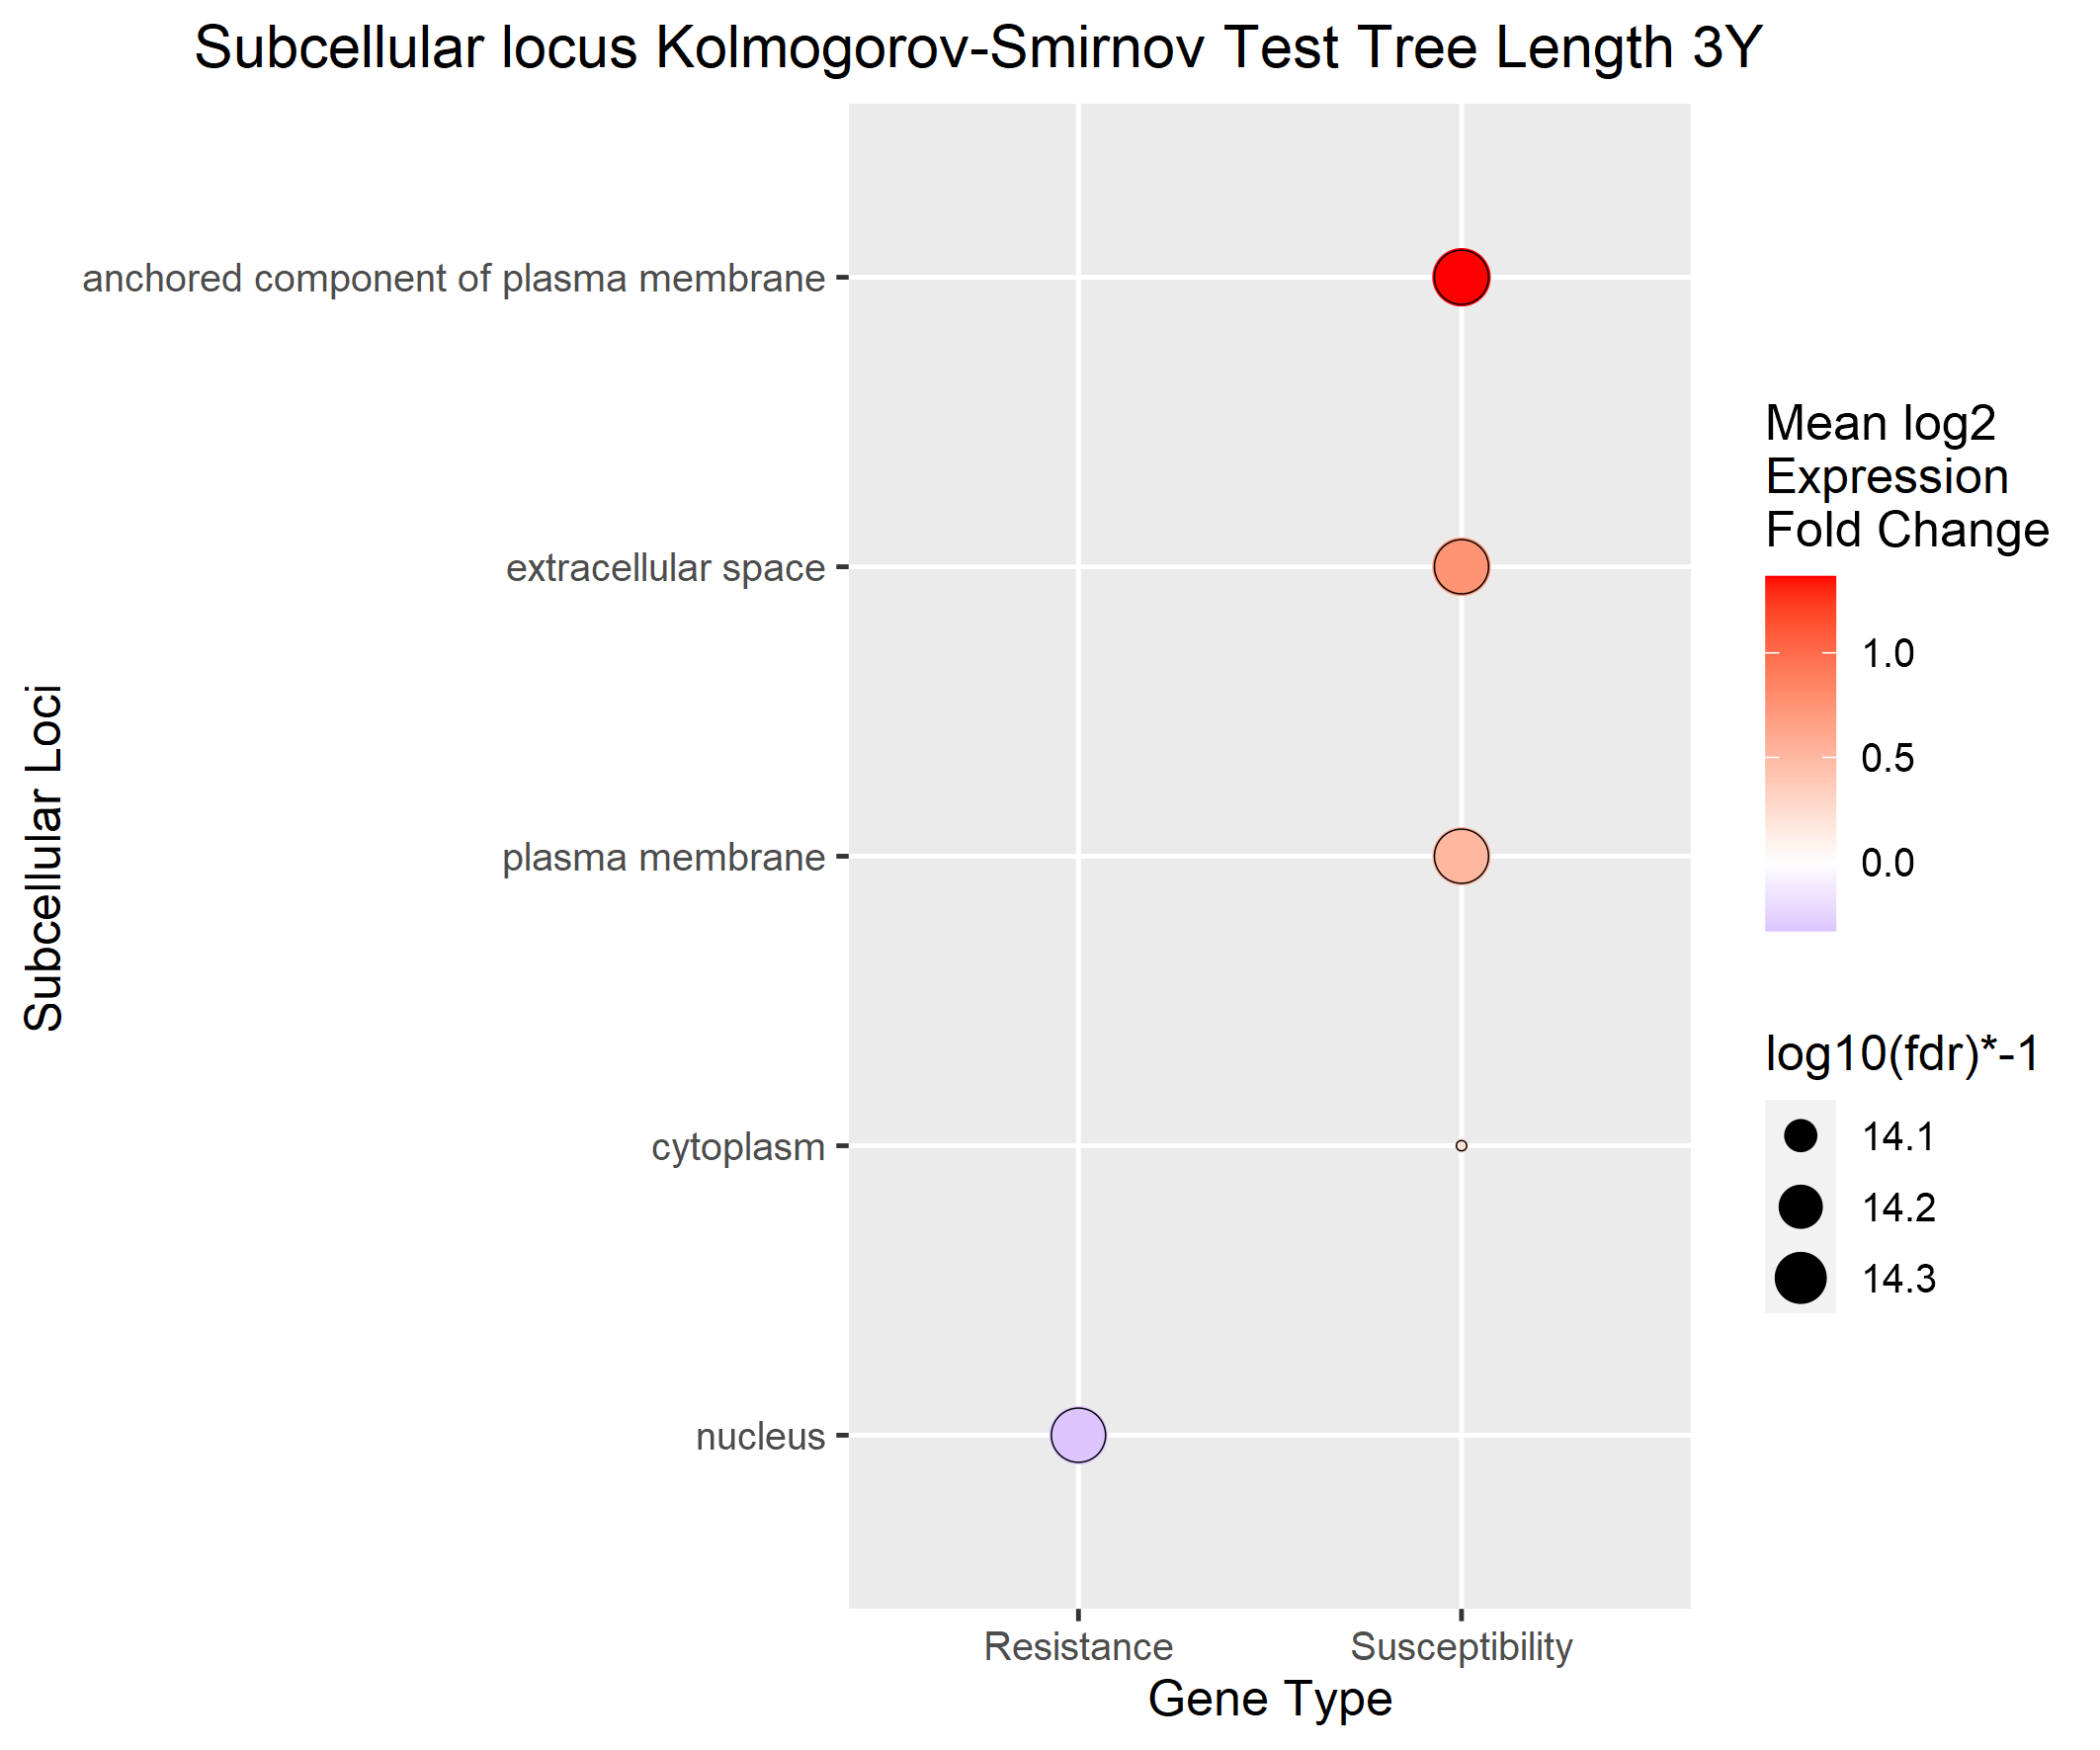 Subcellular locus Kolmogorov-Smirnov Test Tree Length 3Y
Subcellular Loci
anchored component of plasma membrane
extracellular space
plasma membrane
cytoplasm
nucleus
Resistance
Susceptibility
Gene Type
Mean log2
Expression
Fold Change
1.0
0.5
0.0
log10(fdr)*-1
14.1
14.2
14.3